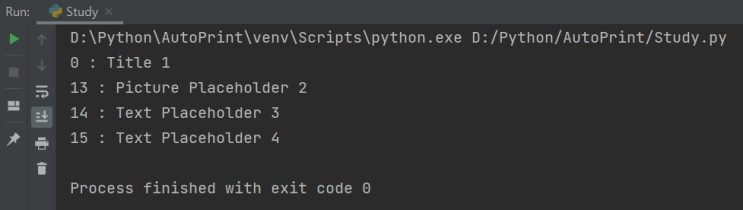 Run: Study
D:\Python\AutoPrint\venv\Scripts\python.exe D:/Python/AutoPrint/Study.py
0 : Title 1
13 : Picture Placeholder 2
14 : Text Placeholder 3
15 : Text Placeholder 4
Process finished with exit code 0